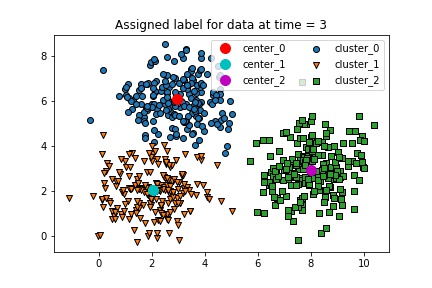 Assigned label for data at time = 3
center_0 cluster_0
center_1 cluster_1
center_2 cluster_2
8
6
4
2
0
0 2 4 6 8 10